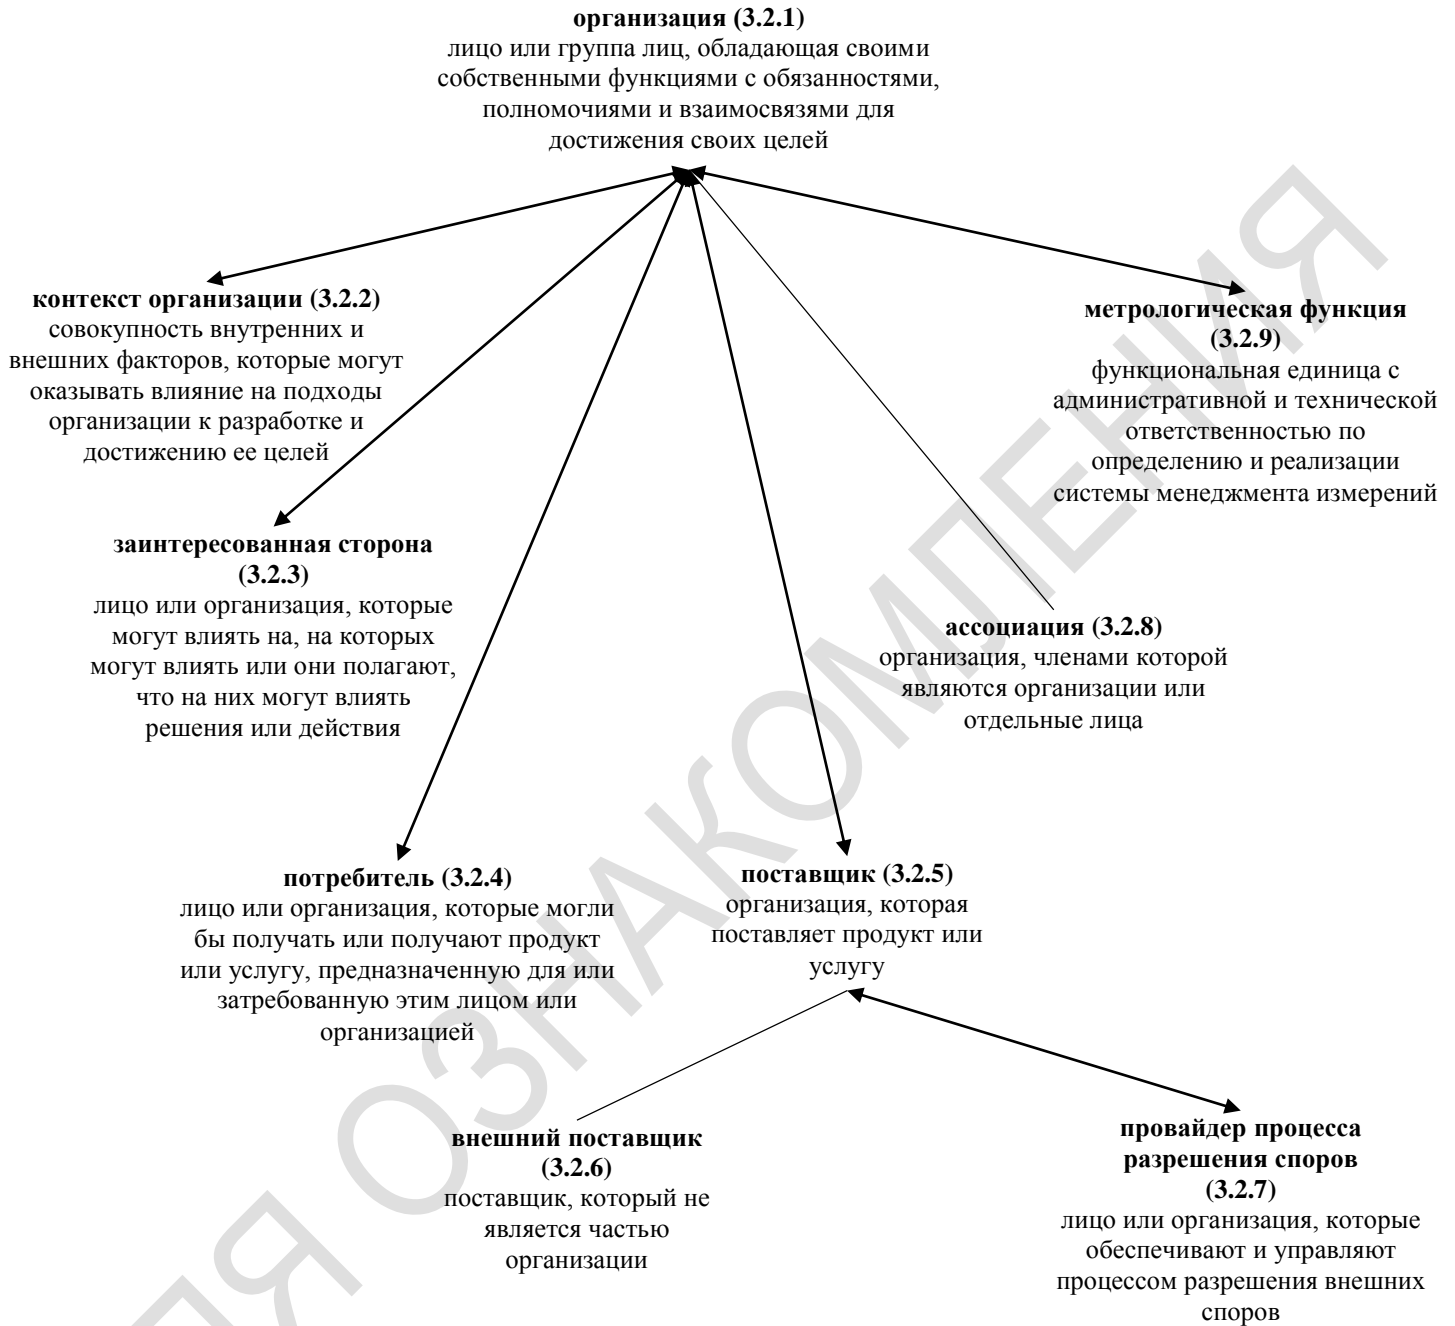 организация (3.2.1)
лицо или группа лиц, обладающая своими
собственными функциями с обязанностями,
полномочиями и взаимосвязями для
достижения своих целей
контекст организации (3.2.2)
совокупность внутренних и
внешних факторов, которые могут
оказывать влияние на подходы
организации к разработке и
достижению ее целей
метрологическая функция
(3.2.9)
функциональная единица с
административной и технической
ответственностью по
определению и реализации
системы менеджмента измерений
заинтересованная сторона
(3.2.3)
лицо или организация, которые
могут влиять на, на которых
могут влиять или они полагают,
что на них могут влиять
решения или действия
ассоциация (3.2.8)
организация, членами которой
являются организации или
отдельные лица
потребитель (3.2.4)
лицо или организация, которые могли
бы получать или получают продукт
или услугу, предназначенную для или
затребованную этим лицом или
организацией
поставщик (3.2.5)
организация, которая
поставляет продукт или
услугу
внешний поставщик
(3.2.6)
поставщик, который не
является частью
организации
провайдер процесса
разрешения споров
(3.2.7)
лицо или организация, которые
обеспечивают и управляют
процессом разрешения внешних
споров
ЛЯ ОЗНАКОМЛЕНИЯ